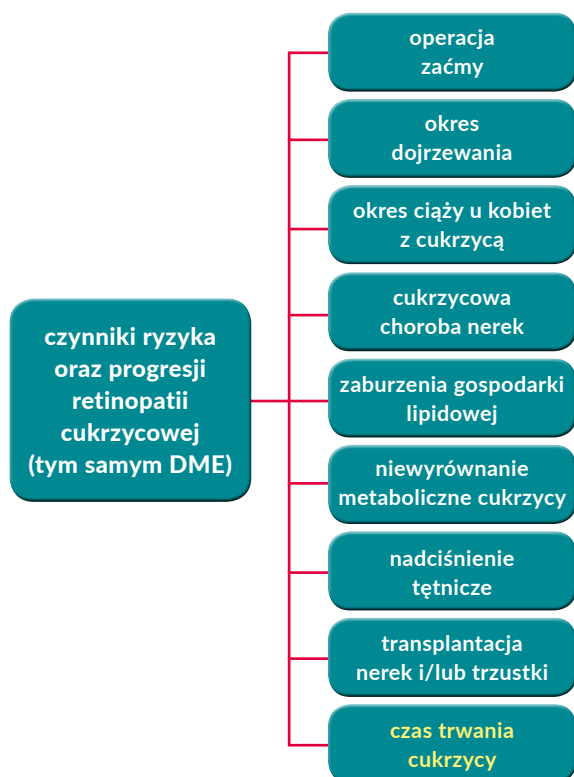 czynniki ryzyka
oraz progresji
retinopatii
cukrzycowej
(tym samym DME)
operacja
zaćmy
okres
dojrzewania
okres ciąży u kobiet
z cukrzycą
cukrzycowa
choroba nerek
zaburzenia gospodarki
lipidowej
niewyrównanie
metaboliczne cukrzycy
nadciśnienie
tętnicze
transplantacja
nerek i/lub trzustki
czas trwania
cukrzycy